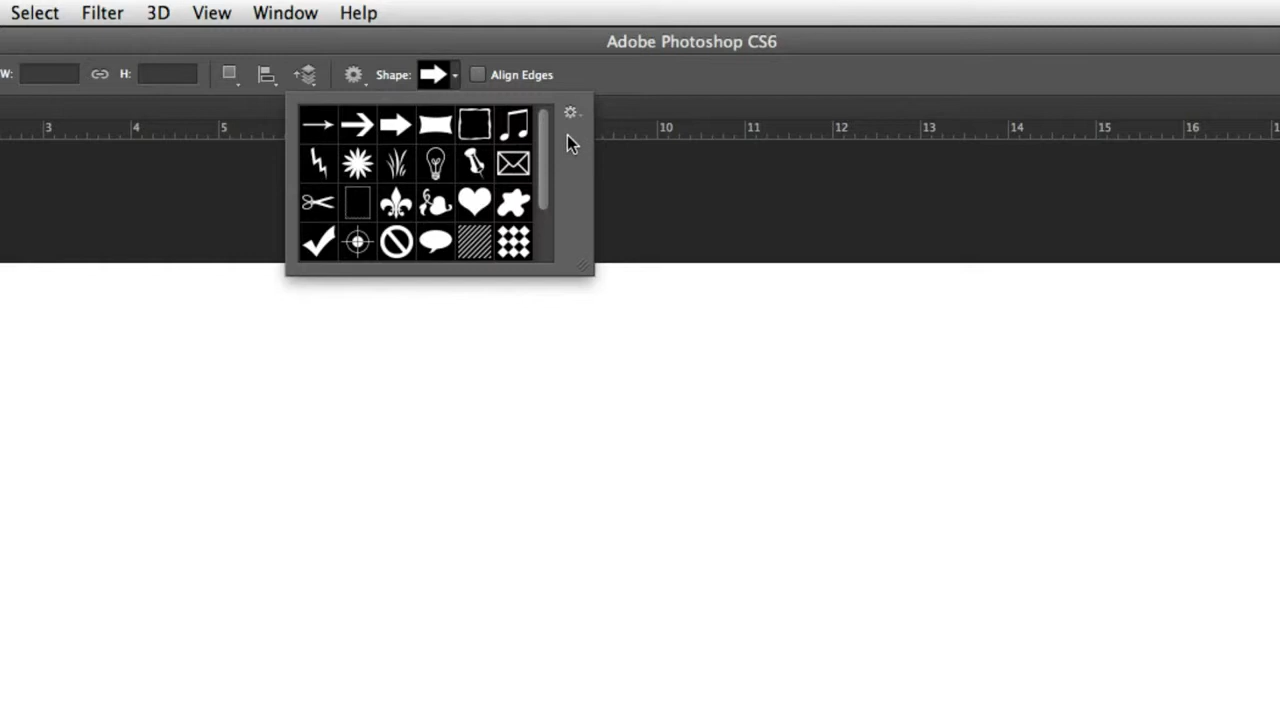 Select Filter 3D View Window Help
Adobe Photoshop CS6
W: H: Shape: Align Edges
3 4 5 10 11 12 13 14 15 16 1